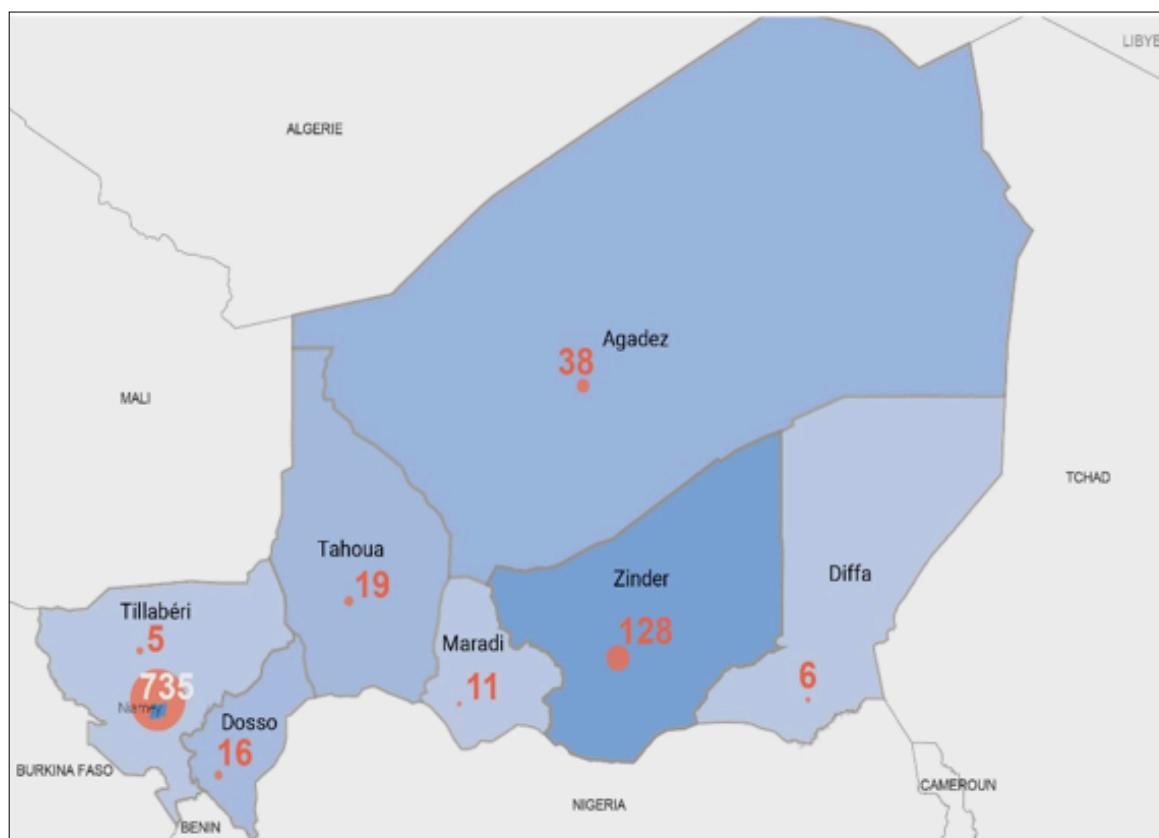 LIBYE
ALGERIE
Agadez
38
MALI
TCHAD
Tahoua
19
Zinder
128
Diffa
6
Tillabéri
5
735
Niamey
Maradi
11
Dosso
16
BURKINA FASO
BENIN
NIGERIA
CAMEROUN